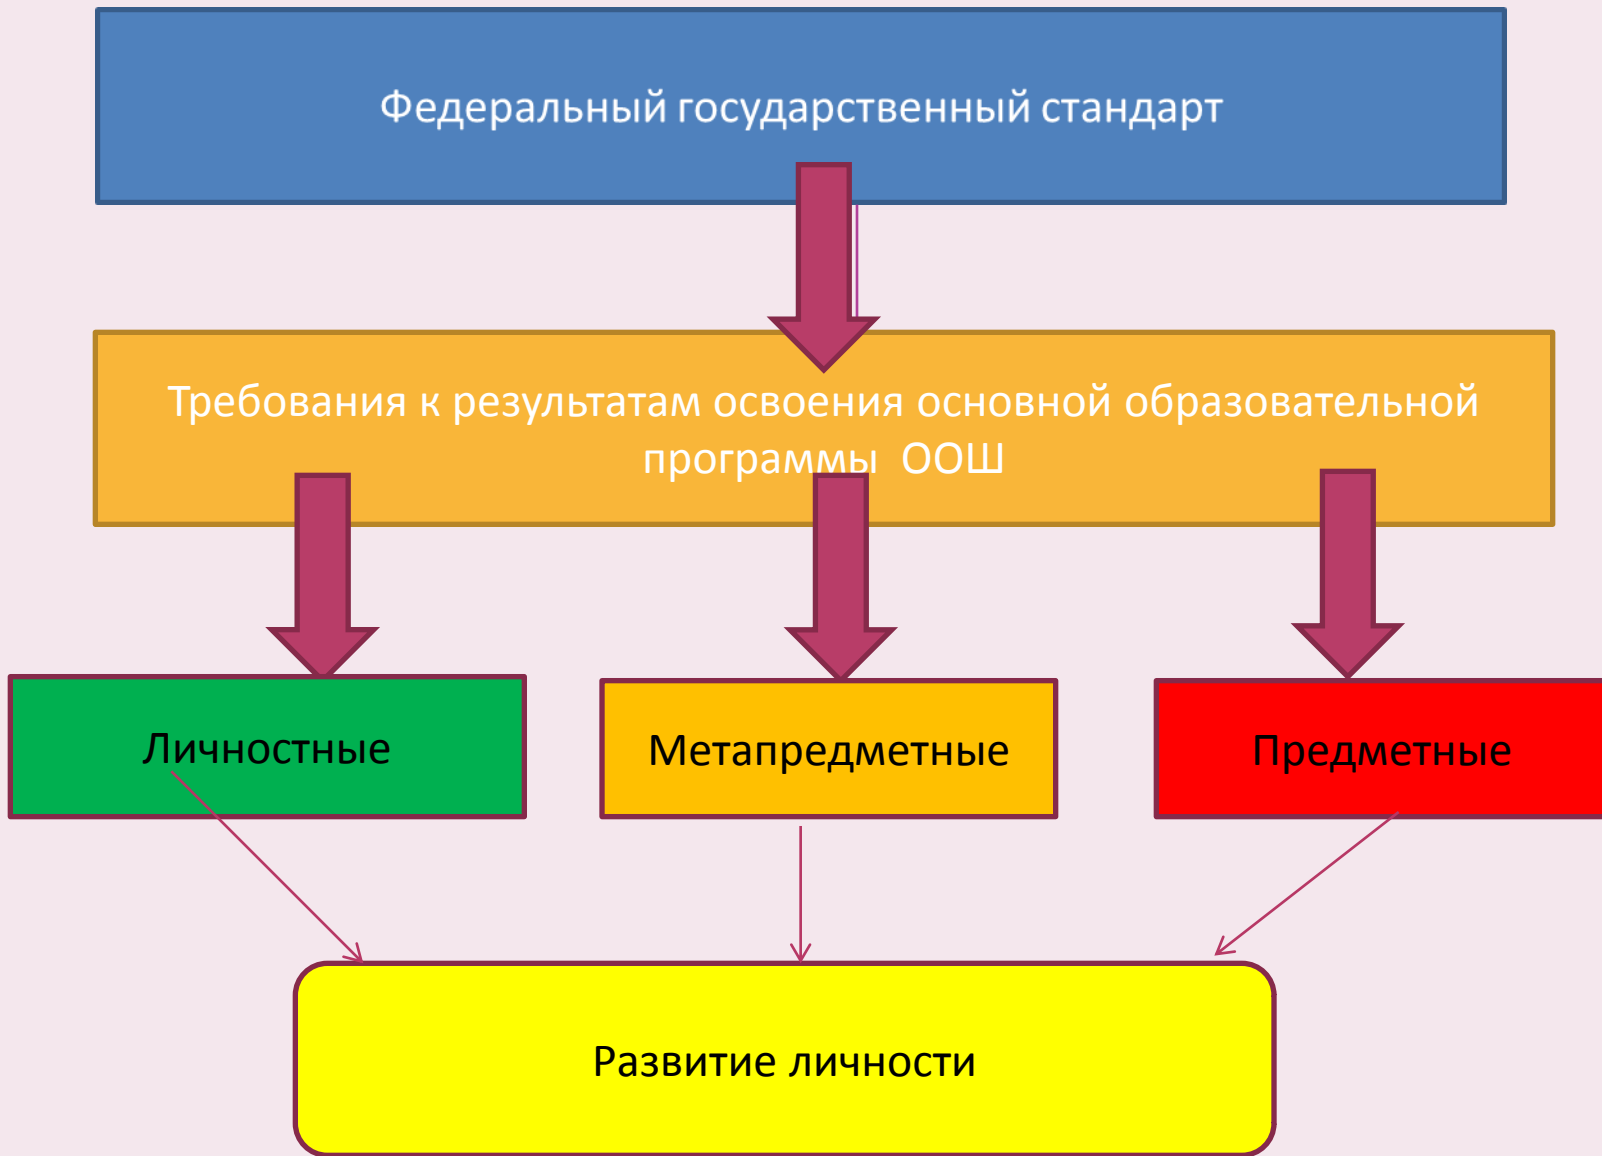 Федеральный государственный стандарт
Требования к результатам освоения основной образовательной
программы ООШ
Личностные
Метапредметные
Предметные
Развитие личности